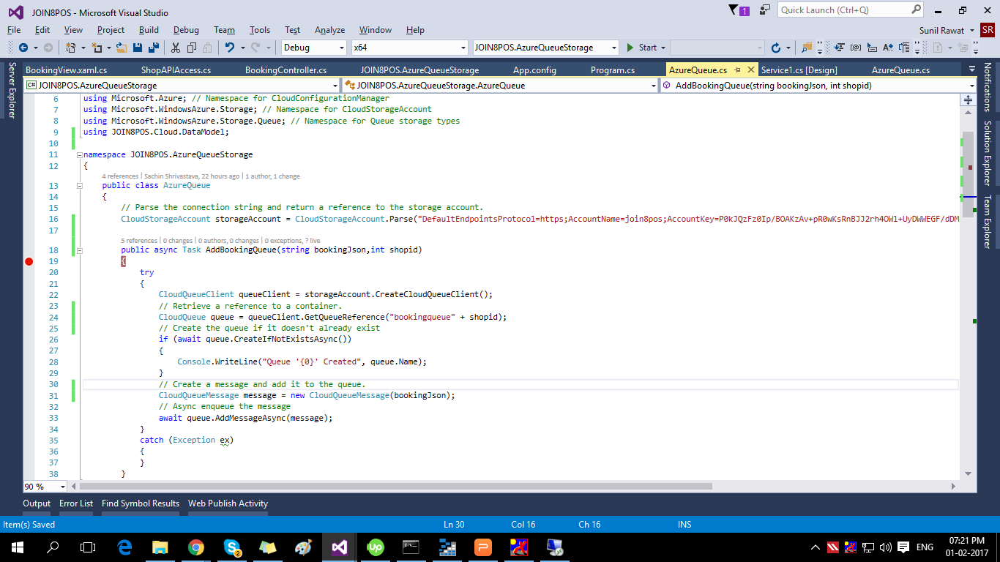 JOIN8POS - Microsoft Visual Studio
1
Quick Launch (Ctrl+Q)
File Edit View Project Build Debug Team Tools Test Analyze Window Help
Sunil Rawat SR
Debug x64 JOIN8POS.AzureQueueStorage Start
BookingView.xaml.cs ShopAPIAccess.cs BookingController.cs JOIN8POS.AzureQueueStorage App.config Program.cs AzureQueue.cs Service1.cs [Design] AzureQueue.cs
Server Explorer
Notifications
Solution Explorer
Team Explorer
C# JOIN8POS.AzureQueueStorage JOIN8POS.AzureQueueStorage.AzureQueue AddBookingQueue(string bookingJson, int shopid)
6 using Microsoft.Azure; // Namespace for CloudConfigurationManager
7 using Microsoft.WindowsAzure.Storage; // Namespace for CloudStorageAccount
8 using Microsoft.WindowsAzure.Storage.Queue; // Namespace for Queue storage types
9 using JOIN8POS.Cloud.DataModel;
10
11 namespace JOIN8POS.AzureQueueStorage
12 {
4 references | Sachin Shrivastava, 22 hours ago | 1 author, 1 change
13 public class AzureQueue
14 {
15 // Parse the connection string and return a reference to the storage account.
16 CloudStorageAccount storageAccount = CloudStorageAccount.Parse("DefaultEndpointsProtocol=https;AccountName=join8pos;AccountKey=P0kJQzFz0Ip/BOAKzAv+pR0wKsRnBJJ2rh4OWl+UyDWWEGF/dDM
17
5 references | 0 changes | 0 authors, 0 changes | 0 exceptions, ? live
18 public async Task AddBookingQueue(string bookingJson,int shopid)
19 {
20 try
21 {
22 CloudQueueClient queueClient = storageAccount.CreateCloudQueueClient();
23 // Retrieve a reference to a container.
24 CloudQueue queue = queueClient.GetQueueReference("bookingqueue" + shopid);
25 // Create the queue if it doesn't already exist
26 if (await queue.CreateIfNotExistsAsync())
27 {
28 Console.WriteLine("Queue '{0}' Created", queue.Name);
29 }
30 // Create a message and add it to the queue.
31 CloudQueueMessage message = new CloudQueueMessage(bookingJson);
32 // Async enqueue the message
33 await queue.AddMessageAsync(message);
34 }
35 catch (Exception ex)
36 {
37 }
38 }
90 %
Output Error List Find Symbol Results Web Publish Activity
Item(s) Saved Ln 30 Col 16 Ch 16 INS
2 up P ENG 07:21 PM
01-02-2017